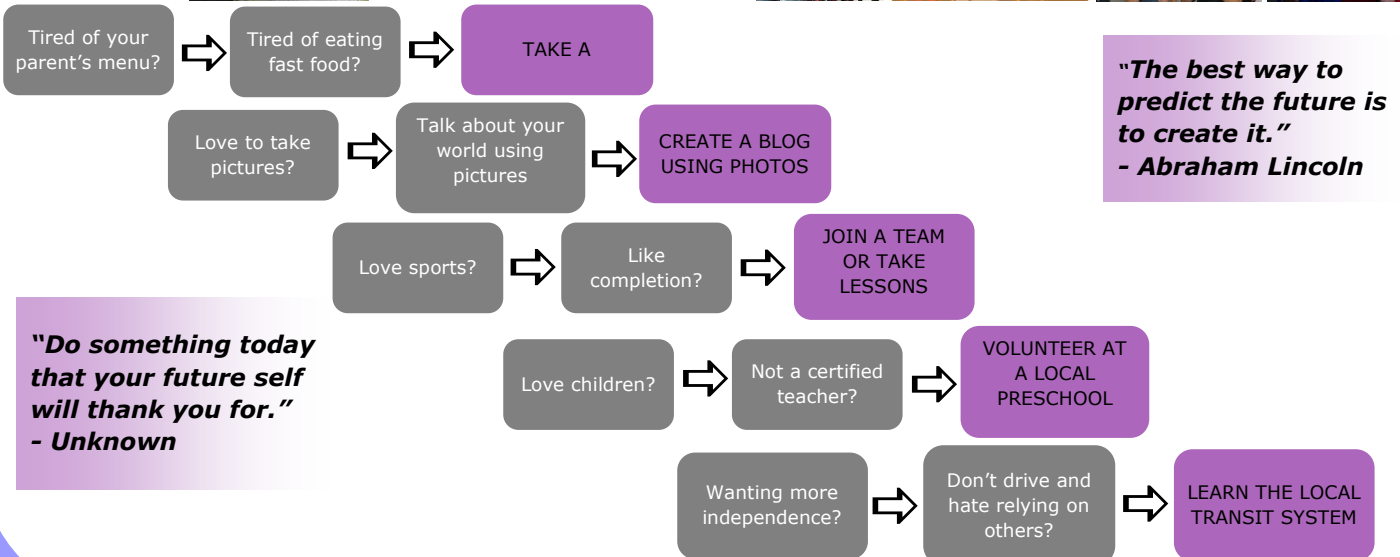 Tired of your
parent’s menu?
Tired of eating
fast food?
TAKE A
"The best way to
predict the future is
to create it.”
- Abraham Lincoln
Love to take
pictures?
Talk about your
world using
pictures
CREATE A BLOG
USING PHOTOS
Love sports?
Like
completion?
JOIN A TEAM
OR TAKE
LESSONS
“Do something today
that your future self
will thank you for.”
- Unknown
Love children?
Not a certified
teacher?
VOLUNTEER AT
A LOCAL
PRESCHOOL
Wanting more
independence?
Don’t drive and
hate relying on
others?
LEARN THE LOCAL
TRANSIT SYSTEM